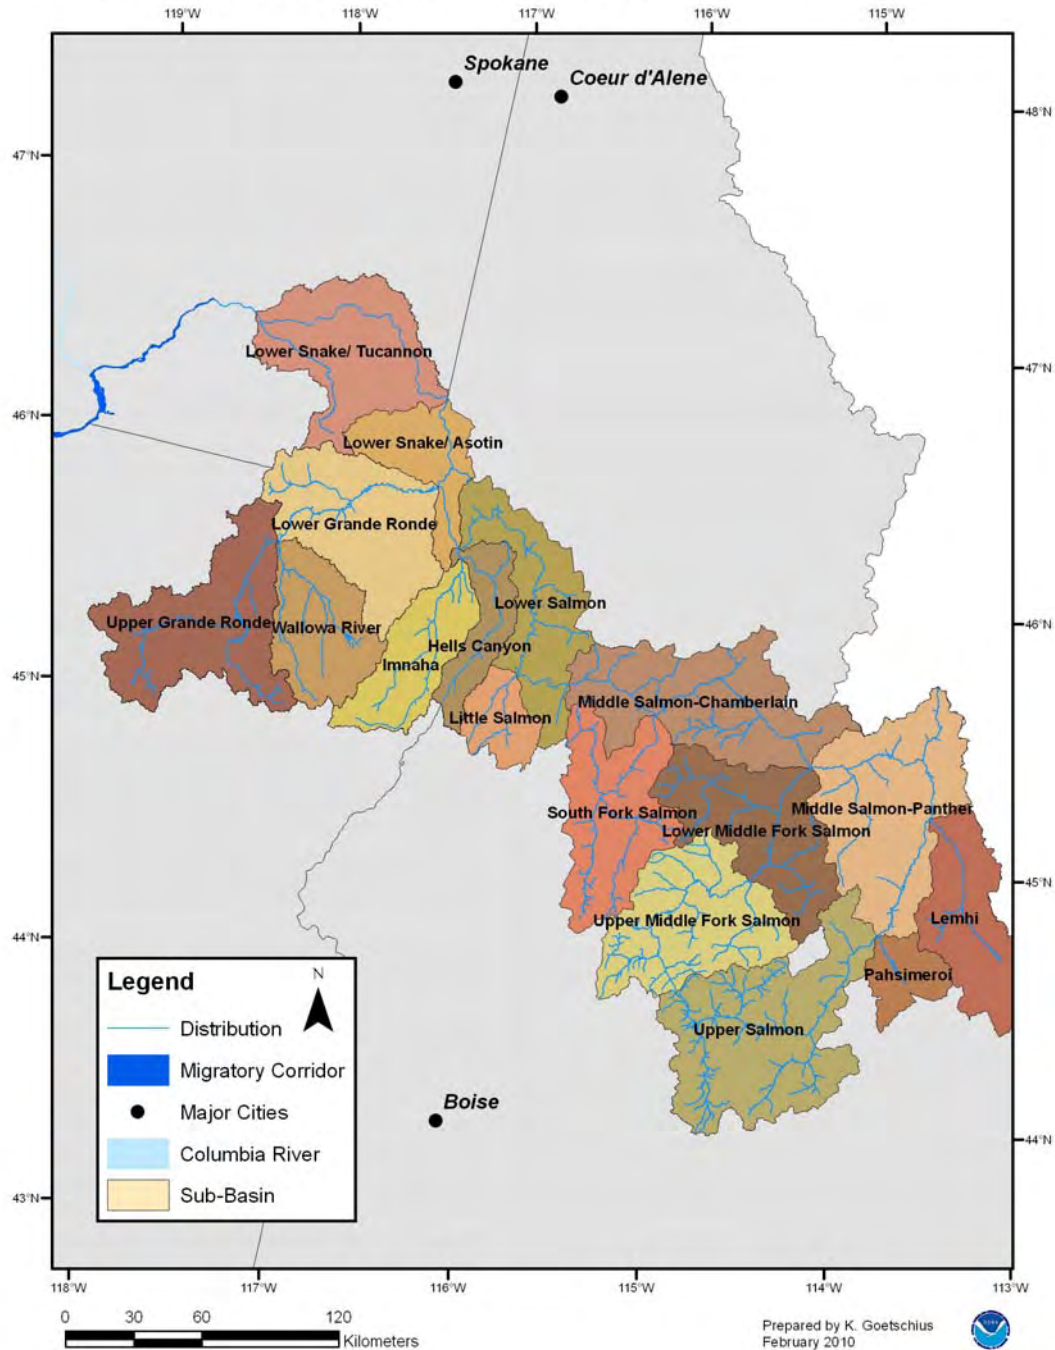 119°W 118°W 117°W 116°W 115°W
Spokane
Coeur d'Alene
48°N
47°N
Lower Snake/ Tucannon
47°N
46°N
Lower Snake/ Asotin
Lower Grande Ronde
Lower Salmon
Upper Grande Ronde
Wallowa River
46°N
Hells Canyon
Imnaha
45°N
Middle Salmon-Chamberlain
Little Salmon
Middle Salmon-Panther
South Fork Salmon
Lower Middle Fork Salmon
45°N
Upper Middle Fork Salmon
Lemhi
44°N
Pahsimeroi
Upper Salmon
Legend
N
Distribution
Migratory Corridor
Major Cities
Columbia River
Sub-Basin
Boise
44°N
43°N
118°W 117°W 116°W 115°W 114°W 113°W
0 30 60 120
Kilometers
Prepared by K. Goetschius
February 2010